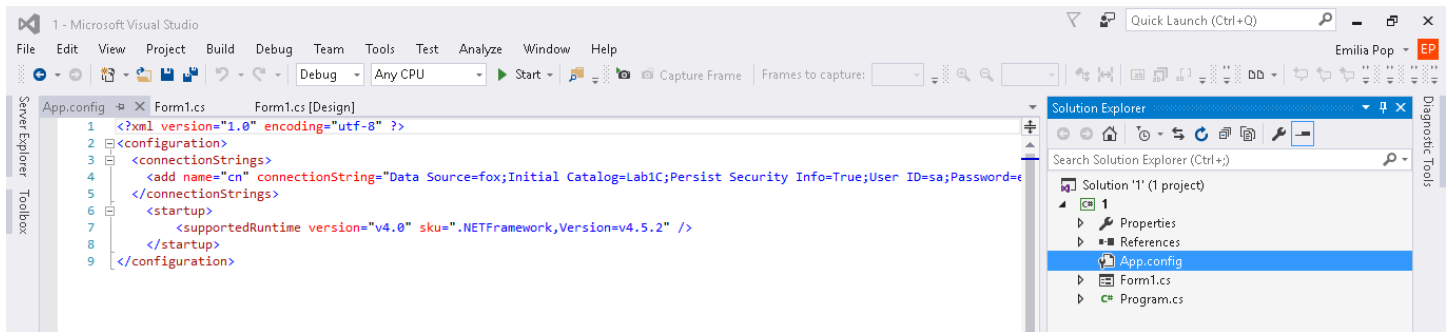 1 - Microsoft Visual Studio
Quick Launch (Ctrl+Q)
File Edit View Project Build Debug Team Tools Test Analyze Window Help
Emilia Pop EP
Debug Any CPU Start Capture Frame Frames to capture:
Server Explorer
Toolbox
App.config Form1.cs Form1.cs [Design]
1 <?xml version="1.0" encoding="utf-8" ?>
2 <configuration>
3 <connectionStrings>
4 <add name="cn" connectionString="Data Source=fox;Initial Catalog=Lab1C;Persist Security Info=True;User ID=sa;Password=
5 </connectionStrings>
6 <startup>
7 <supportedRuntime version="v4.0" sku=".NETFramework,Version=v4.5.2" />
8 </startup>
9 </configuration>
Solution Explorer
Search Solution Explorer (Ctrl+;)
Solution '1' (1 project)
C# 1
Properties
References
App.config
Form1.cs
C# Program.cs
Diagnostic Tools